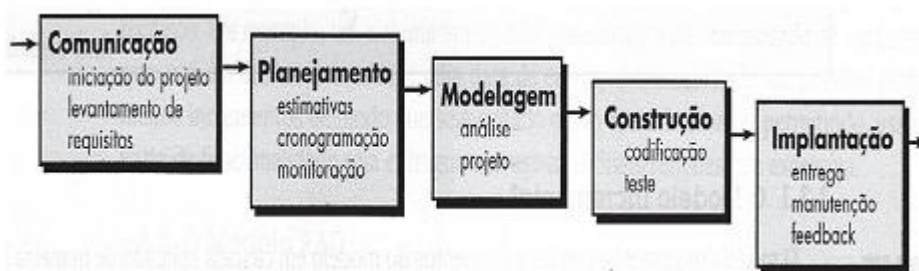 Comunicação
iniciação do projeto
levantamento de
requisitos
Planejamento
estimativas
cronogramação
monitoração
Modelagem
análise
projeto
Construção
codificação
teste
Implantação
entrega
manutenção
feedback